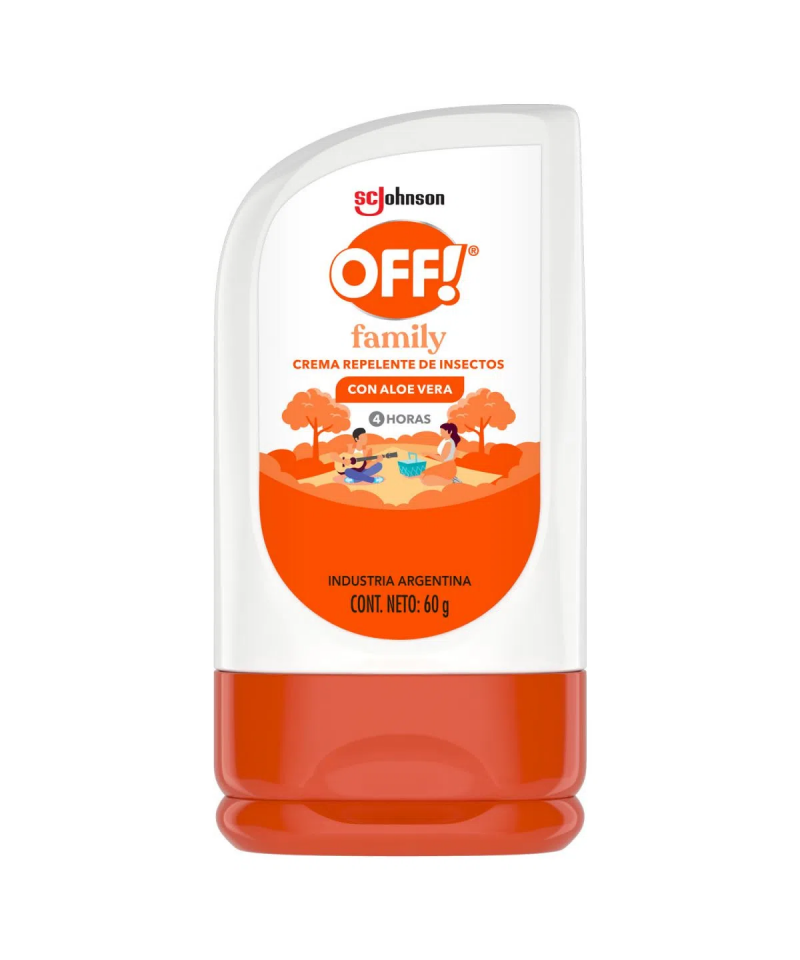 SCJohnson
OFF!®
family
CREMA REPELENTE DE INSECTOS
CON ALOE VERA
4 HORAS
INDUSTRIA ARGENTINA
CONT. NETO: 60 g